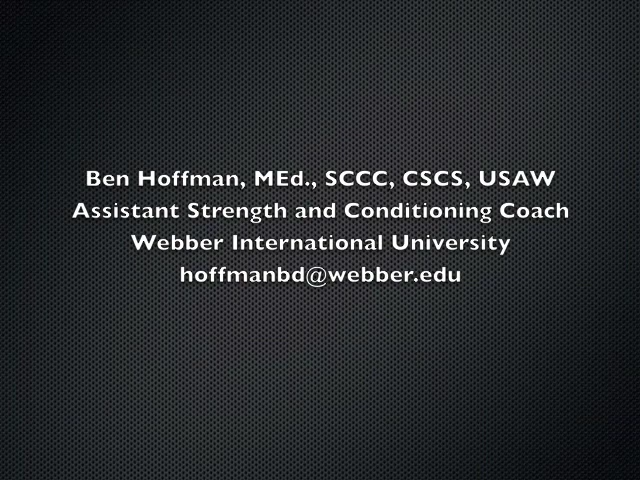 Ben Hoffman, MEd., SCCC, CSCS, USAW
Assistant Strength and Conditioning Coach
Webber International University
hoffmanbd@webber.edu